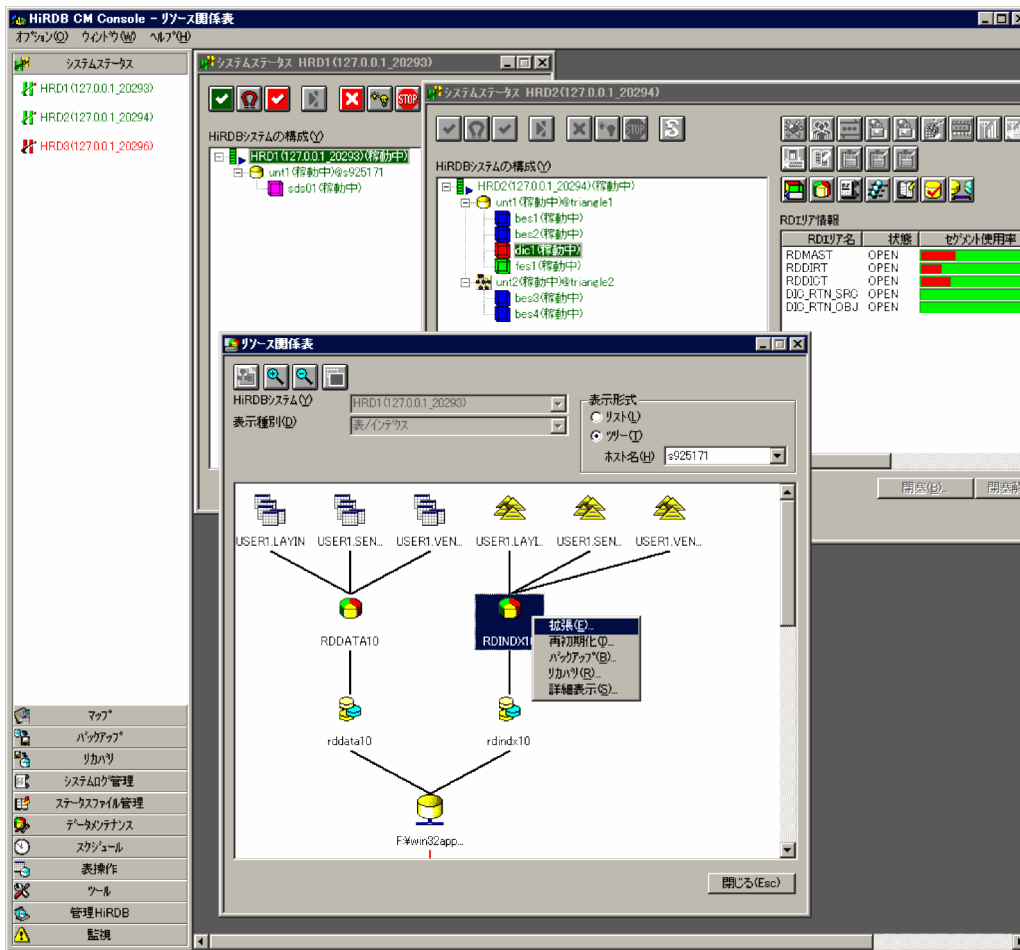 HiRDB CM Console - リソース関係表
オプション(O) ウィンドウ(W) ヘルプ(H)
システムステータス
HRD1(127.0.0.1_20293)
HRD2(127.0.0.1_20294)
HRD3(127.0.0.1_20296)
マップ
バックアップ
リカバリ
システムログ管理
ステータスファイル管理
データメンテナンス
スケジュール
表操作
ツール
管理HiRDB
監視
システムステータス HRD1(127.0.0.1_20293)
STOP
HiRDBシステムの構成(Y)
HRD1(127.0.0.1_20293)(稼動中)
unt1(稼動中)@s925171
sds01(稼動中)
システムステータス HRD2(127.0.0.1_20294)
STOP
HiRDBシステムの構成(Y)
HRD2(127.0.0.1_20294)(稼動中)
unt1(稼動中)@triangle1
bes1(稼動中)
bes2(稼動中)
dic1(稼動中)
fes1(稼動中)
unt2(稼動中)@triangle2
bes3(稼動中)
bes4(稼動中)
RDエリア情報
RDエリア名 状態 セグメント使用率
RDMAST OPEN
RDDIRT OPEN
RDDICT OPEN
DIC_RTN_SRC OPEN
DIC_RTN_OBJ OPEN
閉塞(B)... 閉塞解
リソース関係表
HiRDBシステム(Y) HRD1(127.0.0.1_20293)
表示種別(D) 表/インデクス
表示形式
リスト(L)
ツリー(T)
ホスト名(H) s925171
USER1.LAYIN USER1.SEN... USER1.VEN... USER1.LAYI... USER1.SEN... USER1.VEN...
RDDATA10 RDINDX1
拡張(E)...
再初期化(I)...
バックアップ(B)...
リカバリ(R)...
詳細表示(S)...
rddata10 rdindx10
F:¥win32app...
閉じる(Esc)